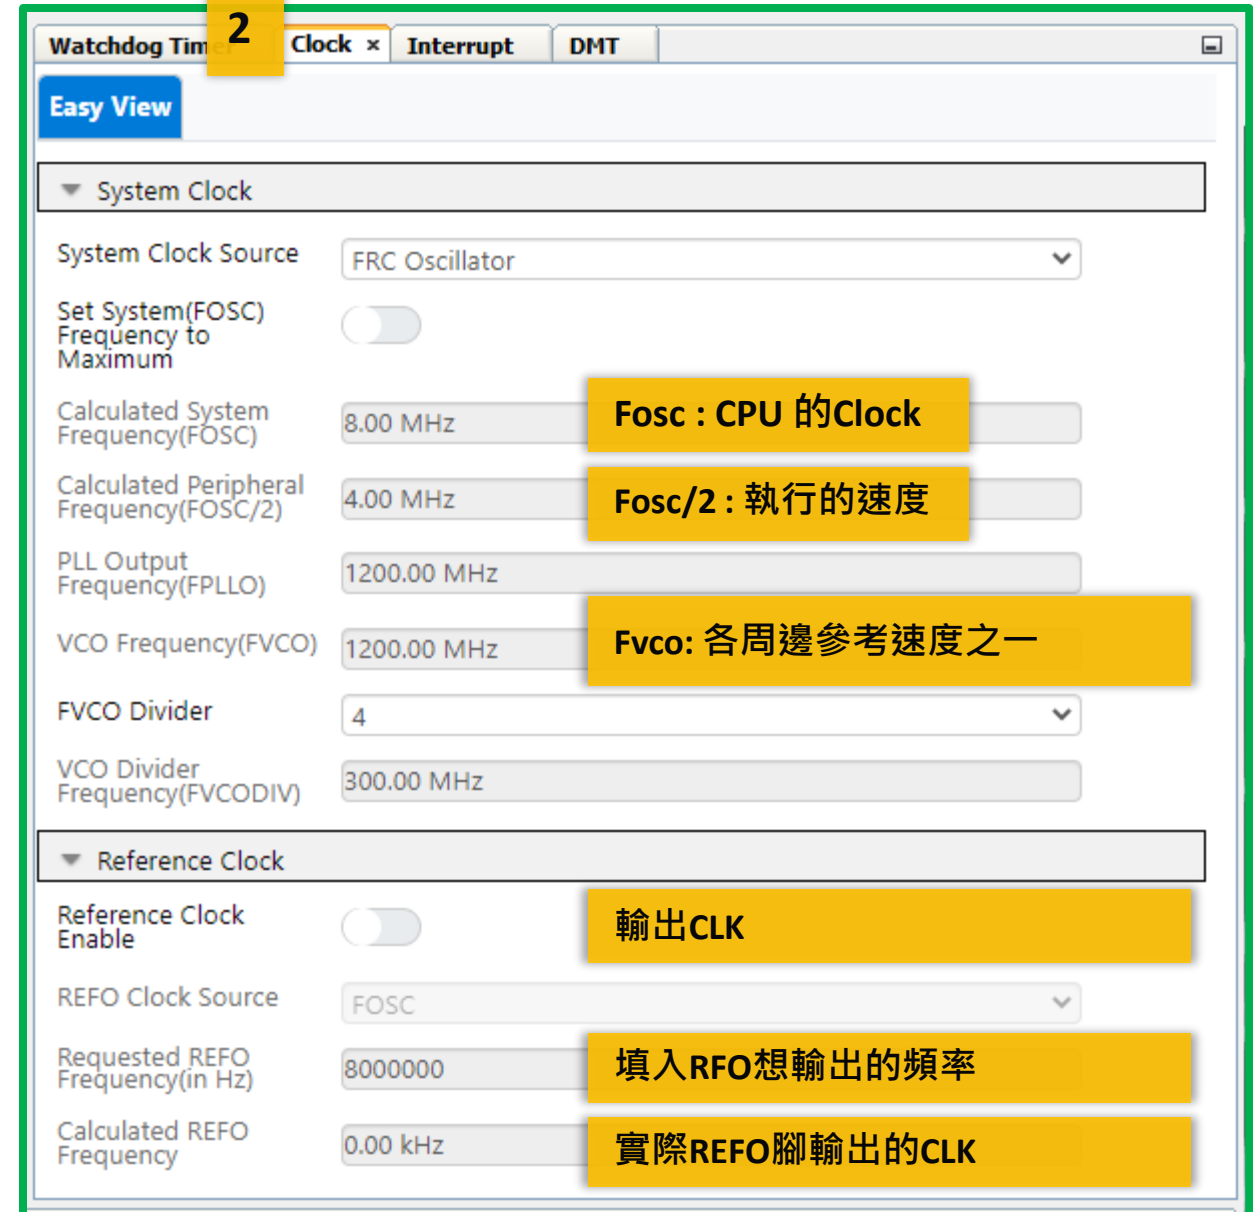 2
Watchdog Timer Clock × Interrupt DMT
Easy View
System Clock
System Clock Source FRC Oscillator
Set System(FOSC)
Frequency to
Maximum
Calculated System
Frequency(FOSC) 8.00 MHz Fosc : CPU 的Clock
Calculated Peripheral
Frequency(FOSC/2) 4.00 MHz Fosc/2 : 執行的速度
PLL Output
Frequency(FPLLO) 1200.00 MHz
VCO Frequency(FVCO) 1200.00 MHz Fvco: 各周邊參考速度之一
FVCO Divider 4
VCO Divider
Frequency(FVCODIV) 300.00 MHz
Reference Clock
Reference Clock
Enable 輸出CLK
REFO Clock Source FOSC
Requested REFO
Frequency(in Hz) 8000000 填入RFO想輸出的頻率
Calculated REFO
Frequency 0.00 kHz 實際REFO腳輸出的CLK